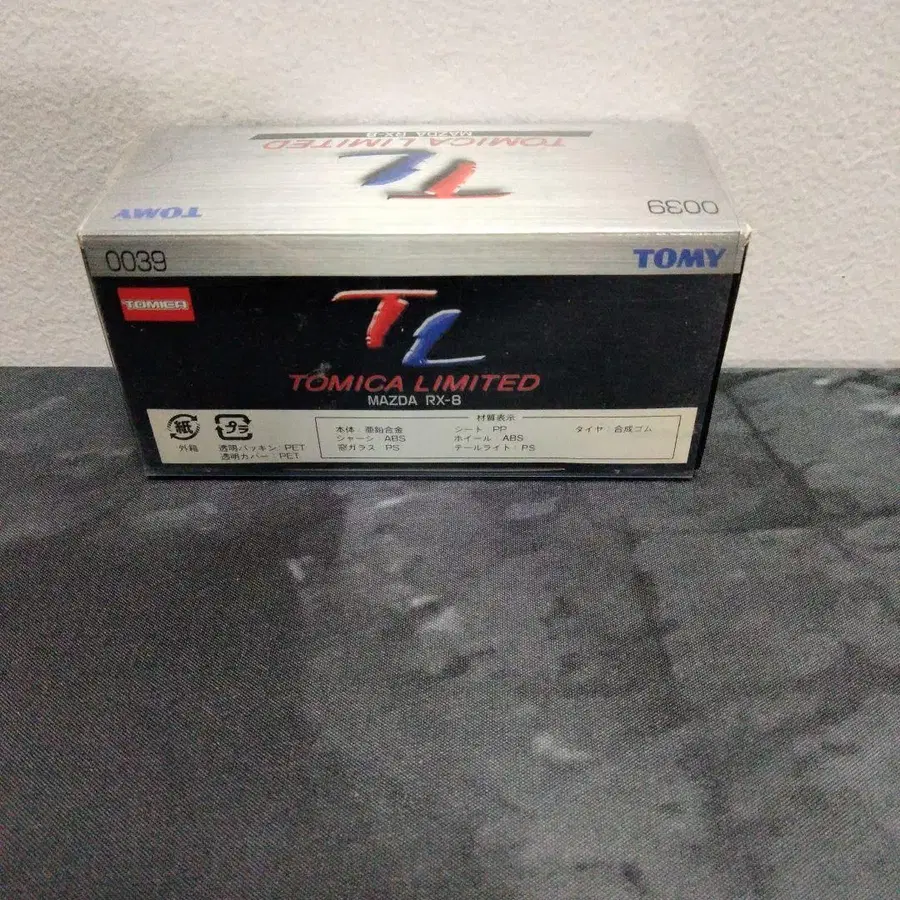 MAZDA RX-8
TOMICA LIMITED
TL
TOMY
0039
0039
TOMY
TOMICA
TL
TOMICA LIMITED
MAZDA RX-8
紙
プラ
外箱
透明パッキン:PET
透明カバー:PET
材質表示
本体:亜鉛合金
シート:PP
タイヤ:合成ゴム
シャーシ:ABS
ホイール:ABS
窓ガラス:PS
テールライト:PS